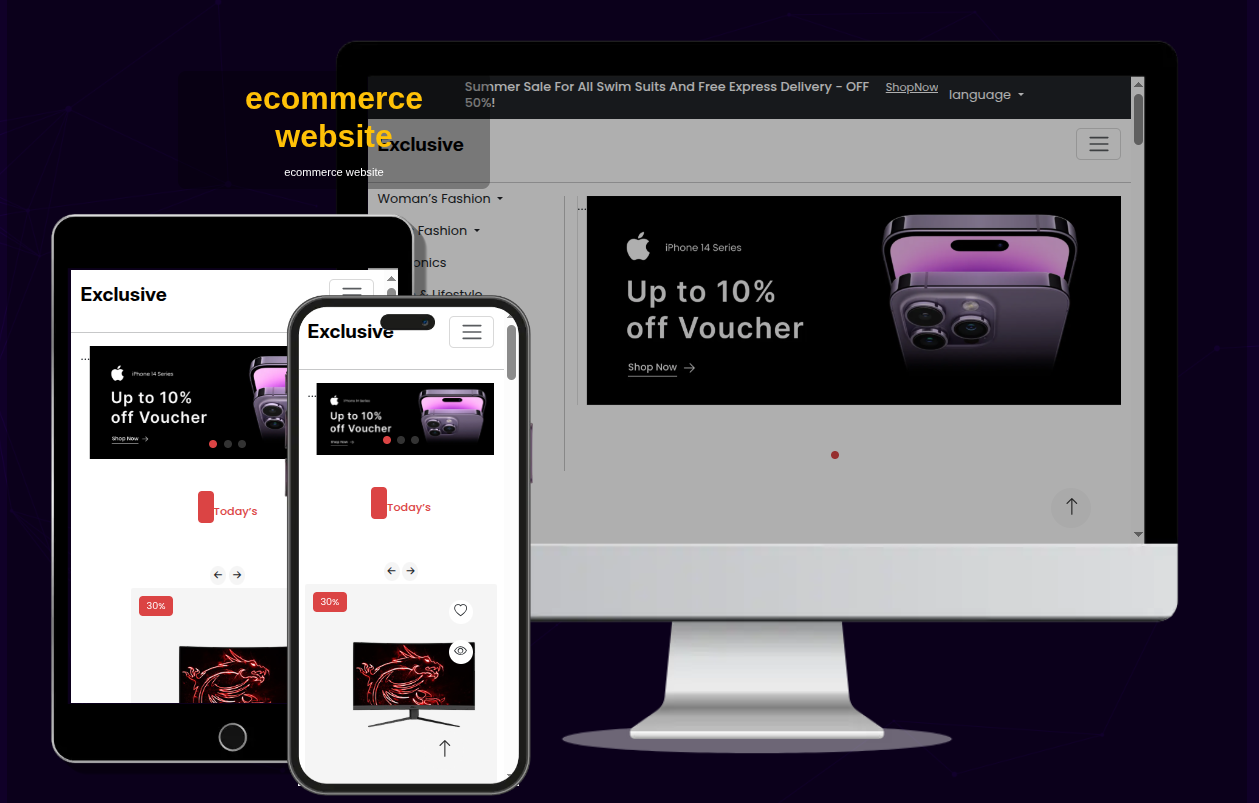 ecommerce
website
ecommerce website
Summer Sale For All Swim Suits And Free Express Delivery - OFF
50%!
ShopNow
language
Exclusive
Woman's Fashion
Fashion
onics
& Lifestyle
...
iPhone 14 Series
Up to 10%
off Voucher
Shop Now
Exclusive
...
iPhone 14 Series
Up to 10%
off Voucher
Shop Now
Today's
30%
Exclusive
...
iPhone 14 Series
Up to 10%
off Voucher
Shop Now
Today's
30%